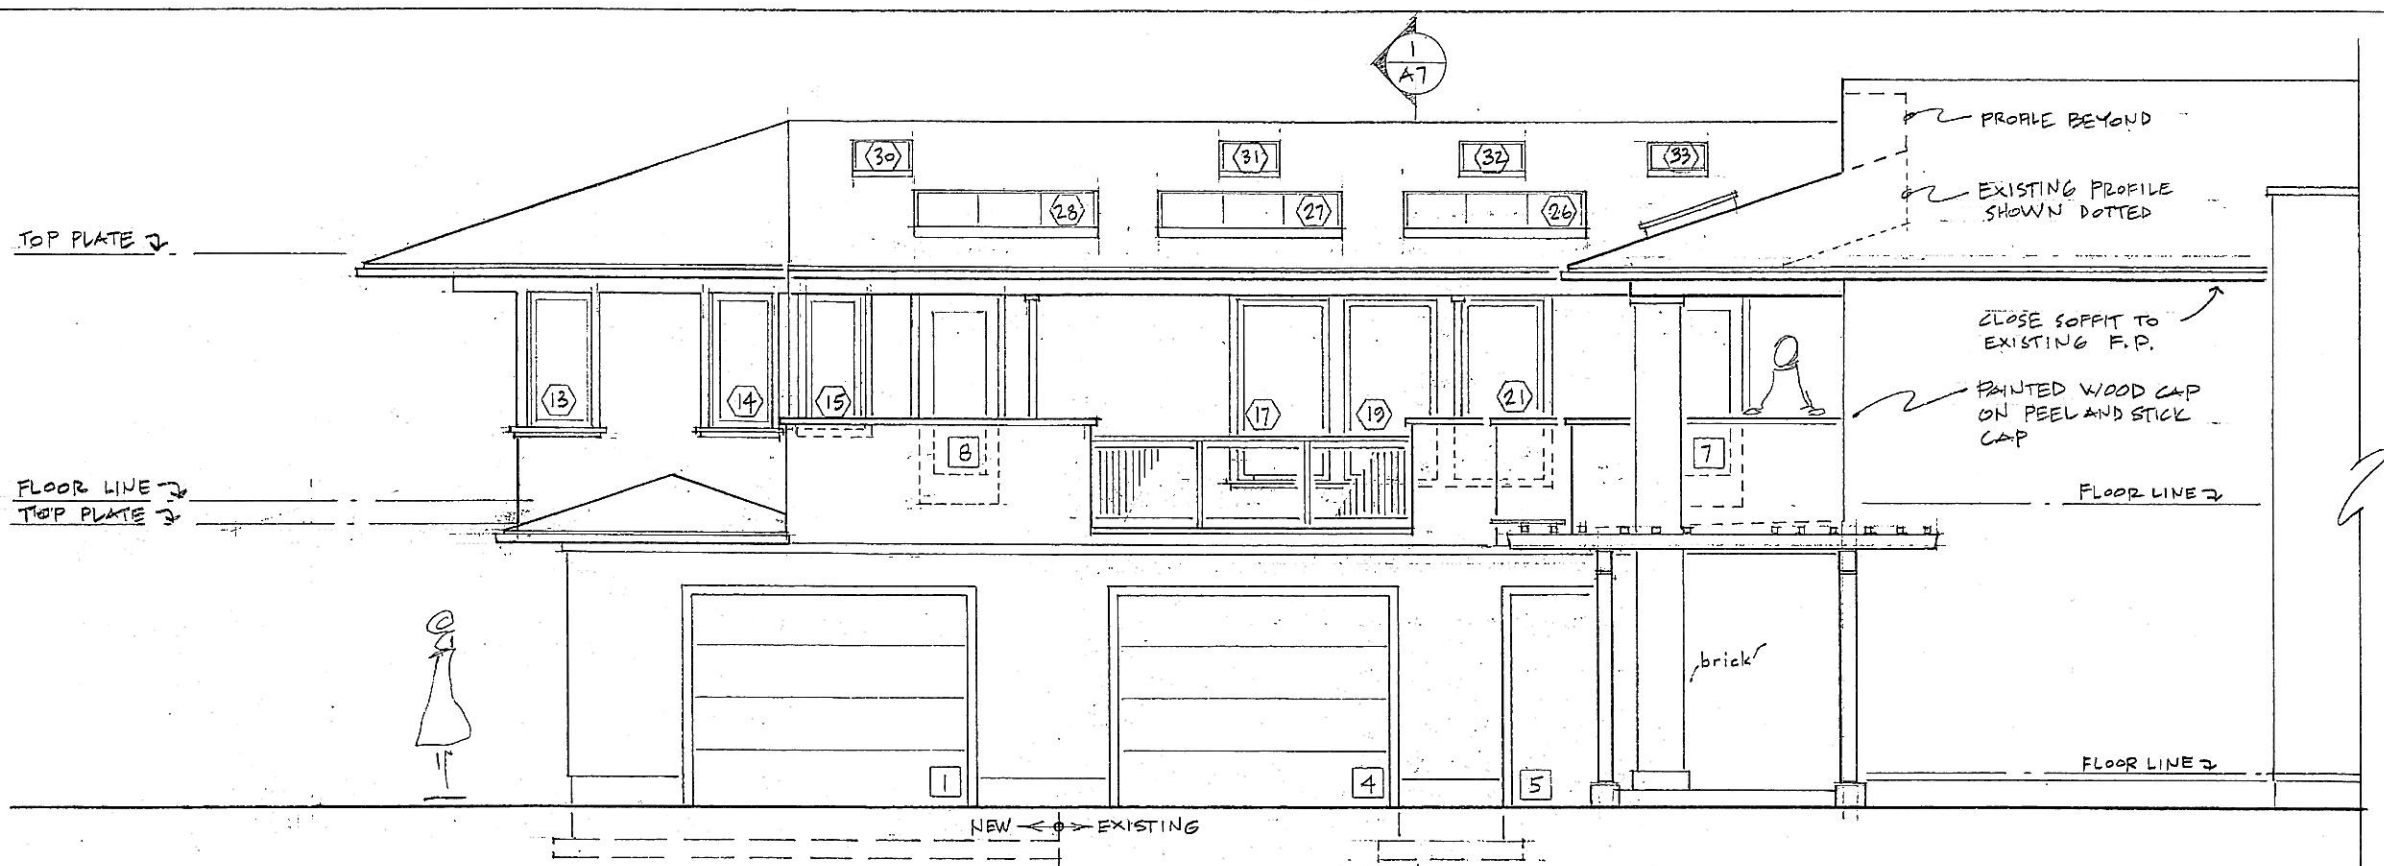 1
A7
PROFILE BEYOND
EXISTING PROFILE
SHOWN DOTTED
30
31
32
33
28
27
26
TOP PLATE
CLOSE SOFFIT TO
EXISTING F.P.
PAINTED WOOD CAP
ON PEEL AND STICK
CAP
13
14
15
17
19
21
8
7
FLOOR LINE
TOP PLATE
FLOOR LINE
brick
FLOOR LINE
1
4
5
NEW EXISTING